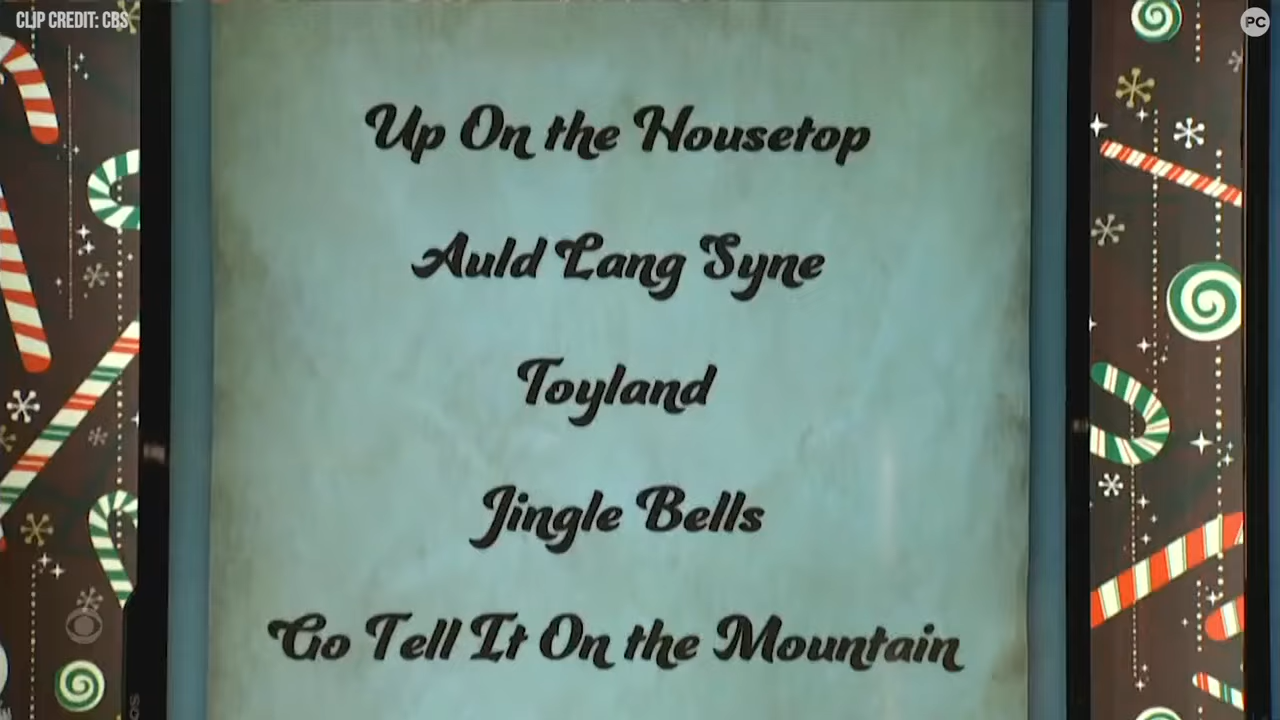 CLIP CREDIT: CBS
PC
Up On the Housetop
Auld Lang Syne
Toyland
Jingle Bells
Go Tell It On the Mountain